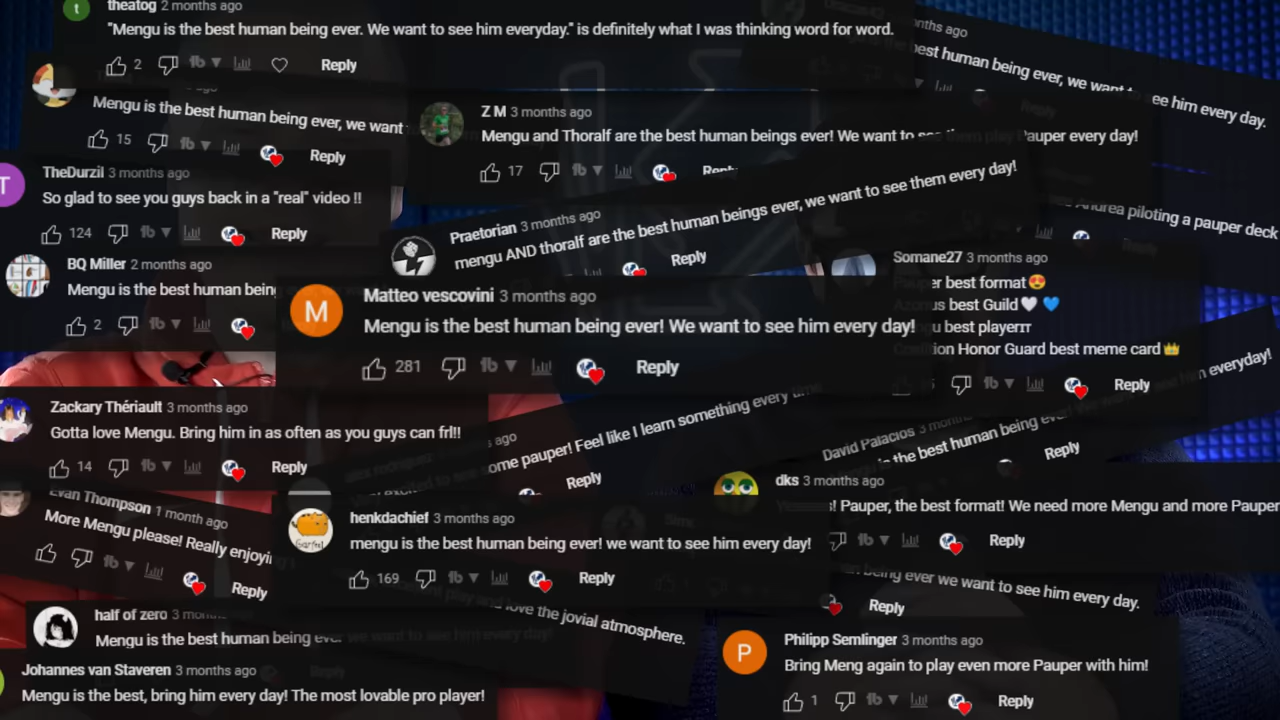 theatog 2 months ago
"Mengu is the best human being ever. We want to see him everyday." is definitely what I was thinking word for word.
2 Reply
Mengu is the best human being ever, we want
15 Reply
best human being ever, we want to see him every day.
Z M 3 months ago
Mengu and Thoralf are the best human beings ever! We want to see them play Pauper every day!
17
TheDurzil 3 months ago
So glad to see you guys back in a "real" video !!
124 Reply
Praetorian 3 months ago
mengu AND thoralf are the best human beings ever, we want to see them every day!
Reply
Andrea piloting a pauper deck
BQ Miller 2 months ago
Mengu is the best human bein
2 Reply
M
Matteo vescovini 3 months ago
Mengu is the best human being ever! We want to see him every day!
281 Reply
Somane27 3 months ago
Pauper best format😍
best Guild🤍 💙
best playerrr
Honor Guard best meme card👑
Reply
Zackary Thériault 3 months ago
Gotta love Mengu. Bring him in as often as you guys can frl!!
14 Reply
ago
pauper! Feel like I learn something every time
Reply
David Palacios 3 months
is the best human being ever
everyday!
Reply
Evan Thompson 1 month ago
More Mengu please! Really enjoyi
Reply
henkdachief 3 months ago
mengu is the best human being ever! we want to see him every day!
169 Reply
dks 3 months ago
! Pauper, the best format! We need more Mengu and more Pauper
Reply
being ever we want to see him every day.
Reply
love the jovial atmosphere.
half of zero 3 months ago
Mengu is the best human being ever we want to see him every day!
Johannes van Staveren 3 months ago
Mengu is the best, bring him every day! The most lovable pro player!
P
Philipp Semlinger 3 months ago
Bring Meng again to play even more Pauper with him!
1 Reply